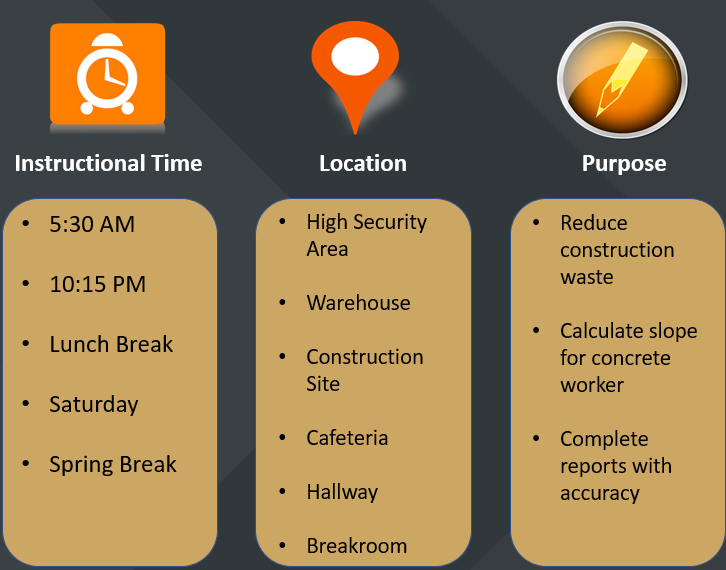 Instructional Time
• 5:30 AM
• 10:15 PM
• Lunch Break
• Saturday
• Spring Break
Location
• High Security
Area
• Warehouse
• Construction
Site
• Cafeteria
• Hallway
• Breakroom
Purpose
• Reduce
construction
waste
• Calculate slope
for concrete
worker
• Complete
reports with
accuracy